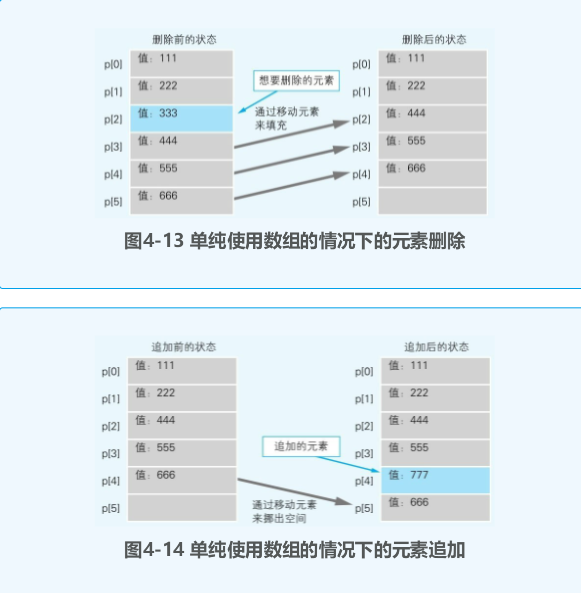 删除前的状态
删除后的状态
p[0] 值：111
p[1] 值：222
p[2] 值：333
p[3] 值：444
p[4] 值：555
p[5] 值：666
想要删除的元素
通过移动元素
来填充
p[0] 值：111
p[1] 值：222
p[2] 值：444
p[3] 值：555
p[4] 值：666
p[5]
图4-13 单纯使用数组的情况下的元素删除
追加前的状态
追加后的状态
p[0] 值：111
p[1] 值：222
p[2] 值：444
p[3] 值：555
p[4] 值：666
p[5]
追加的元素
通过移动元素
来挪出空间
p[0] 值：111
p[1] 值：222
p[2] 值：444
p[3] 值：555
p[4] 值：777
p[5] 值：666
图4-14 单纯使用数组的情况下的元素追加